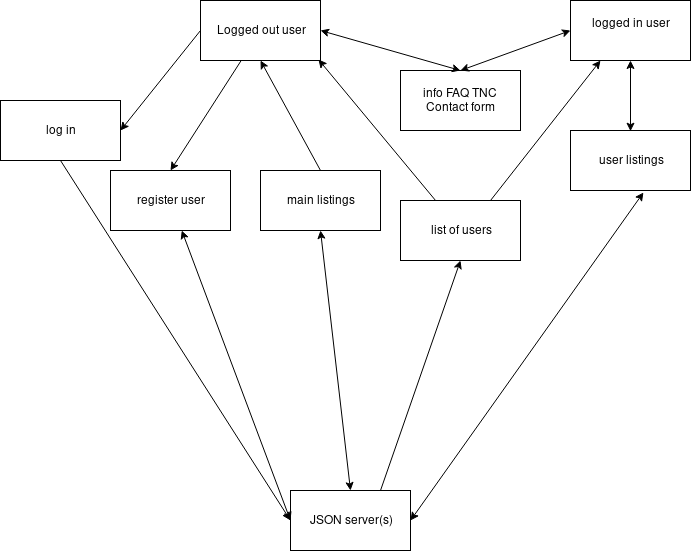 Logged out user
logged in user
info FAQ TNC
Contact form
log in
user listings
register user
main listings
list of users
JSON server(s)